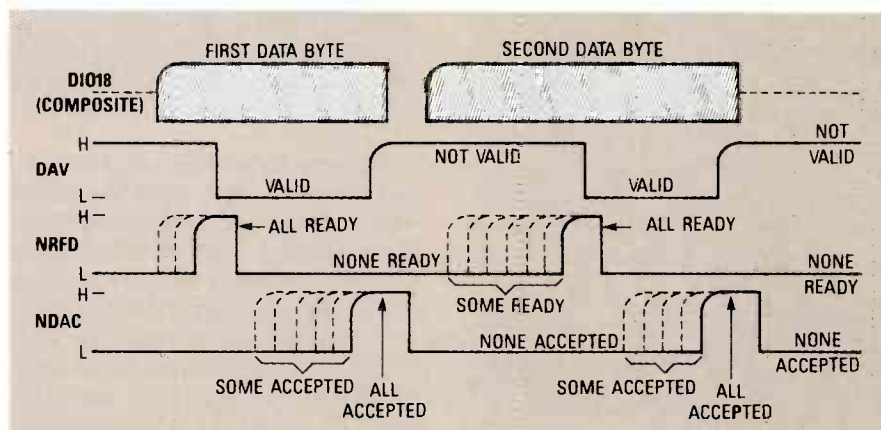 FIRST DATA BYTE
SECOND DATA BYTE
DIO18
(COMPOSITE)
H
DAV
L
VALID
NOT VALID
VALID
NOT
VALID
H
NRFD
L
ALL READY
NONE READY
SOME READY
ALL READY
NONE
READY
H
NDAC
L
SOME ACCEPTED
ALL
ACCEPTED
NONE ACCEPTED
SOME ACCEPTED
ALL
ACCEPTED
NONE
ACCEPTED